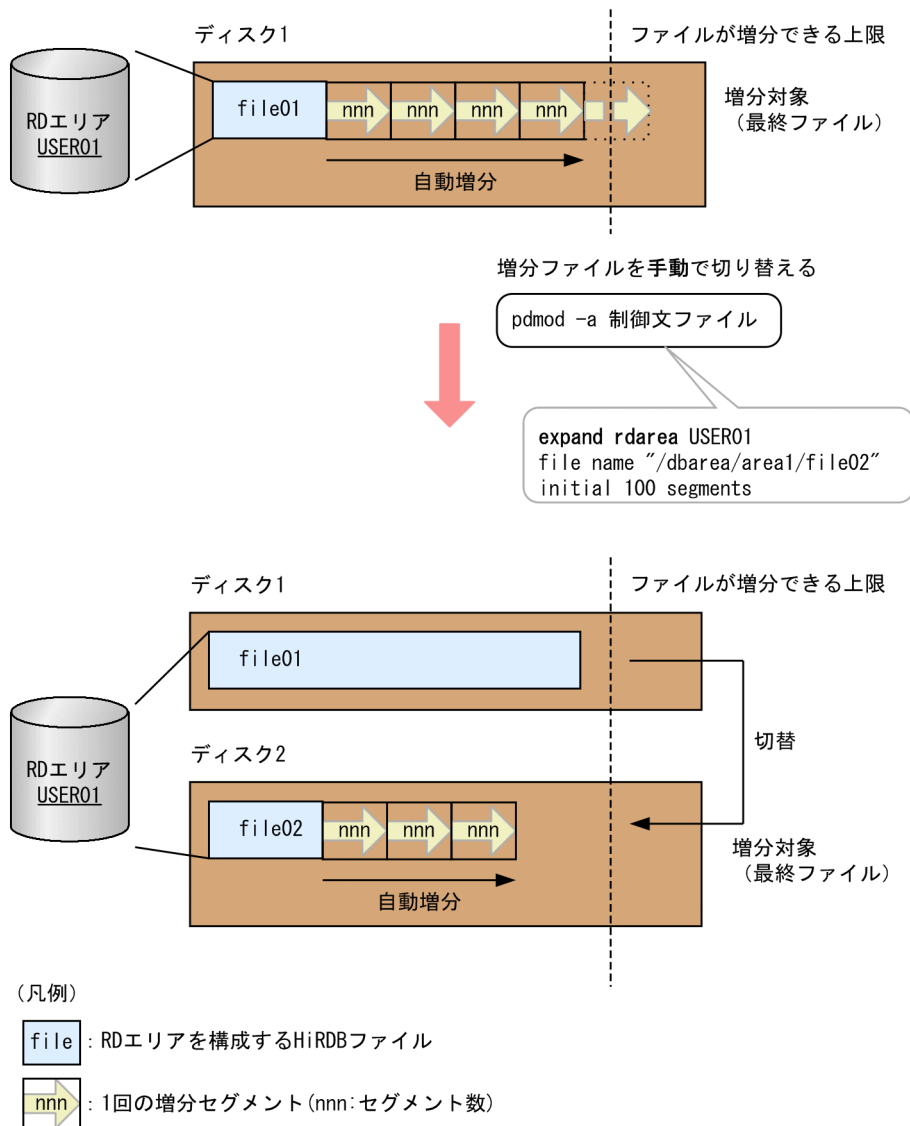 ディスク1
ファイルが増分できる上限
RDエリア
USER01
file01
nnn
nnn
nnn
nnn
増分対象
（最終ファイル）
自動増分
増分ファイルを手動で切り替える
pdmod -a 制御文ファイル
expand rdarea USER01
file name "/dbarea/area1/file02"
initial 100 segments
ディスク1
ファイルが増分できる上限
file01
RDエリア
USER01
切替
ディスク2
file02
nnn
nnn
nnn
増分対象
（最終ファイル）
自動増分
（凡例）
file：RDエリアを構成するHiRDBファイル
nnn：1回の増分セグメント(nnn:セグメント数)